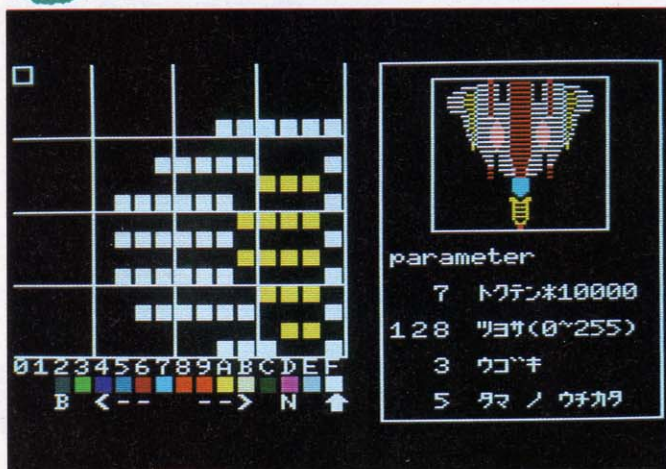 0123456789ABCDEF
B <-- --> N ↑
parameter
7 トクテン*10000
128 ツヨサ(0~255)
3 ウゴキ
5 タマ ノ ウチカタ